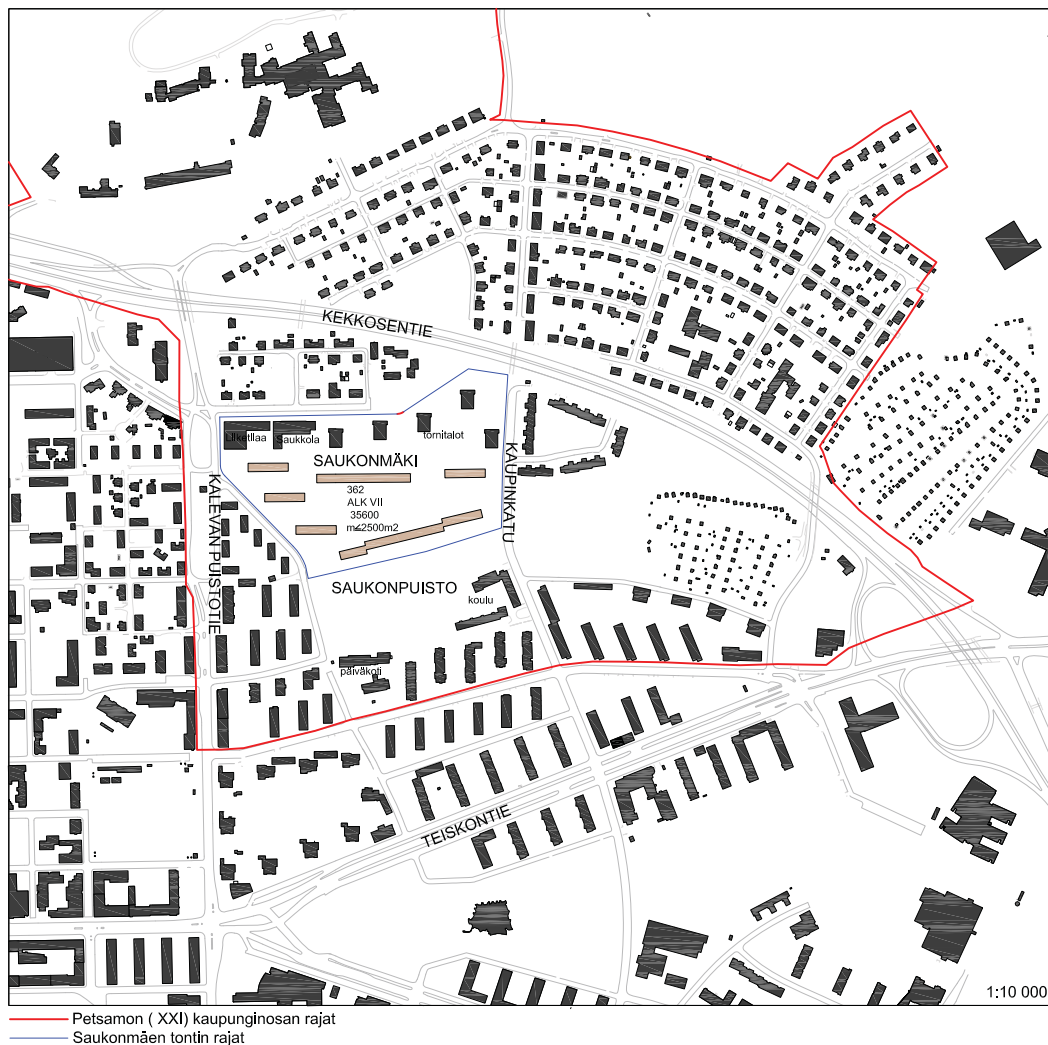 KEKKOSENTIE
Liiketilaa
Saukkola
tornitalot
SAUKONMÄKI
362
ALK VII
35600
m2500m2
KALEVAN PUISTOTIE
KAUPINKATU
SAUKONPUISTO
koulu
päiväkoti
TEISKONTIE
1:10 000
Petsamon ( XXI) kaupunginosan rajat
Saukonmäen tontin rajat